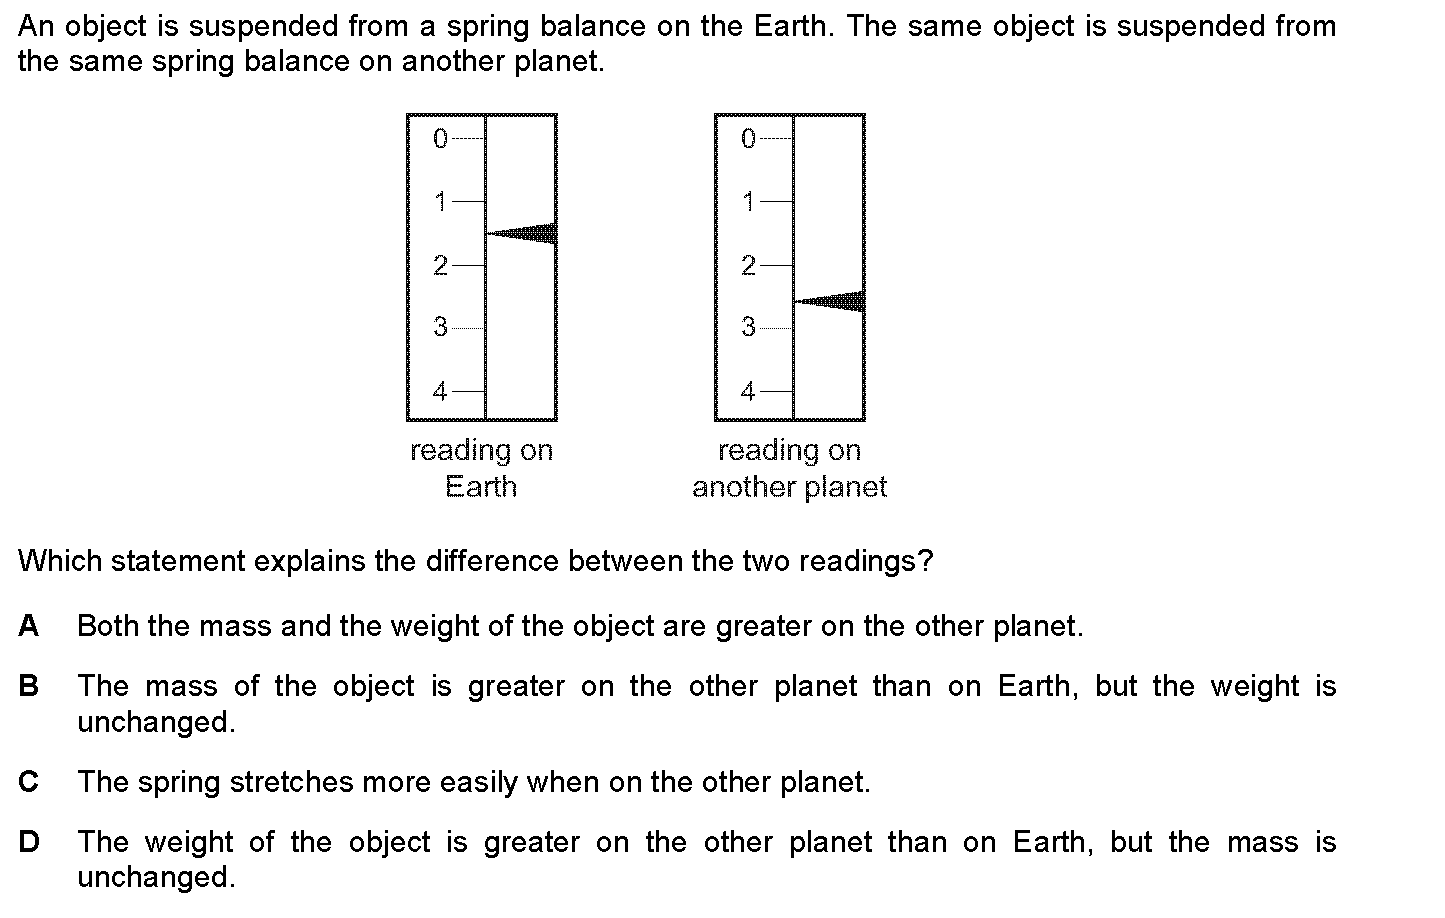 An object is suspended from a spring balance on the Earth. The same object is suspended from
the same spring balance on another planet.
0
1
2
3
4
reading on
Earth
0
1
2
3
4
reading on
another planet
Which statement explains the difference between the two readings?
A Both the mass and the weight of the object are greater on the other planet.
B The mass of the object is greater on the other planet than on Earth, but the weight is
unchanged.
C The spring stretches more easily when on the other planet.
D The weight of the object is greater on the other planet than on Earth, but the mass is
unchanged.